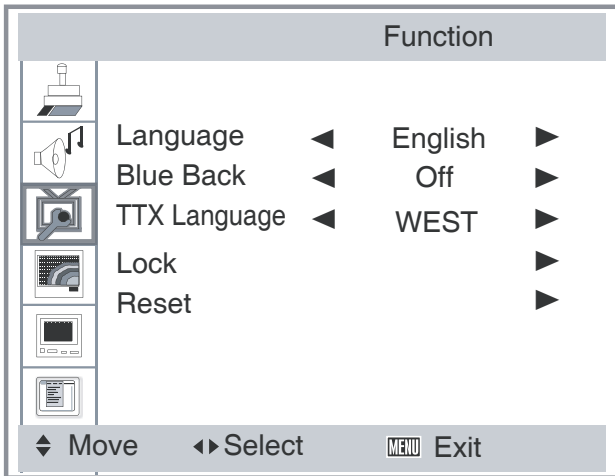 Function
Language ◀ English ▶
Blue Back ◀ Off ▶
TTX Language ◀ WEST ▶
Lock ▶
Reset ▶
Move Select MENU Exit